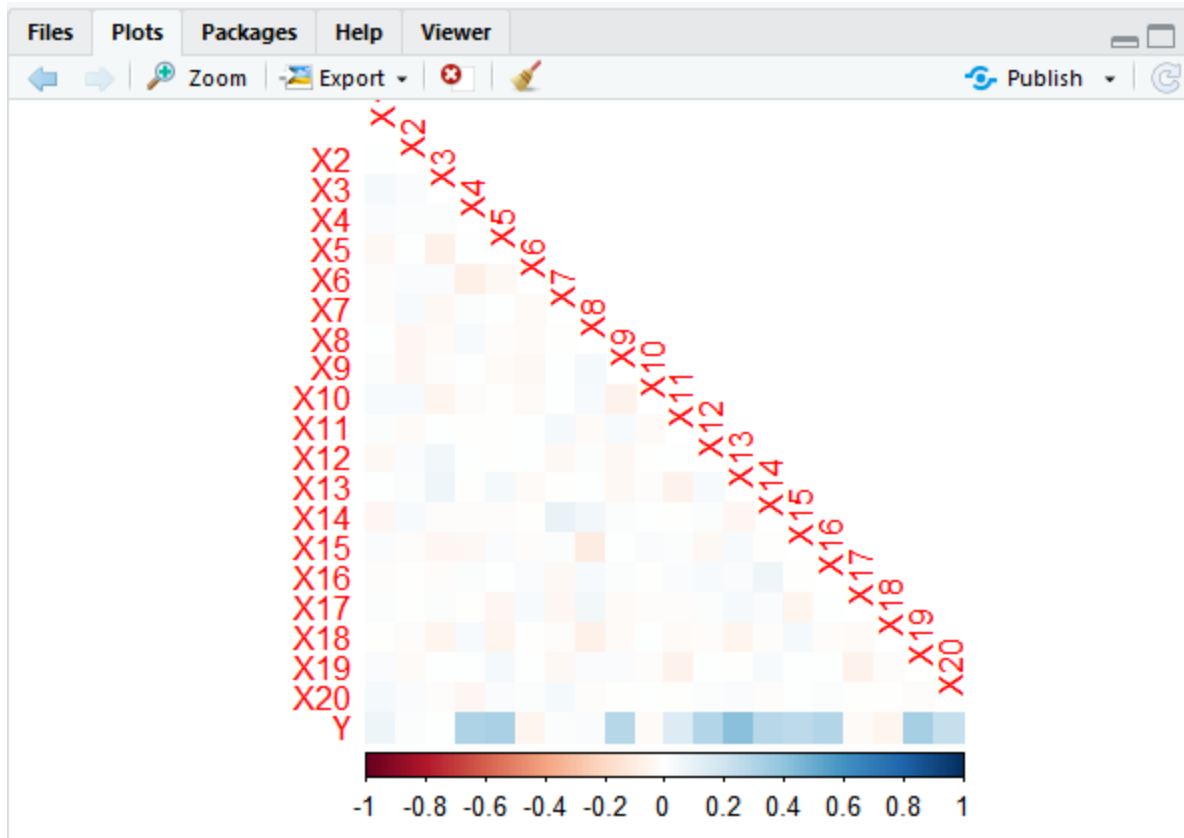 Files Plots Packages Help Viewer
Zoom Export Publish
X2
X3
X4
X5
X6
X7
X8
X9
X10
X11
X12
X13
X14
X15
X16
X17
X18
X19
X20
X2
X3
X4
X5
X6
X7
X8
X9
X10
X11
X12
X13
X14
X15
X16
X17
X18
X19
X20
Y
-1 -0.8 -0.6 -0.4 -0.2 0 0.2 0.4 0.6 0.8 1